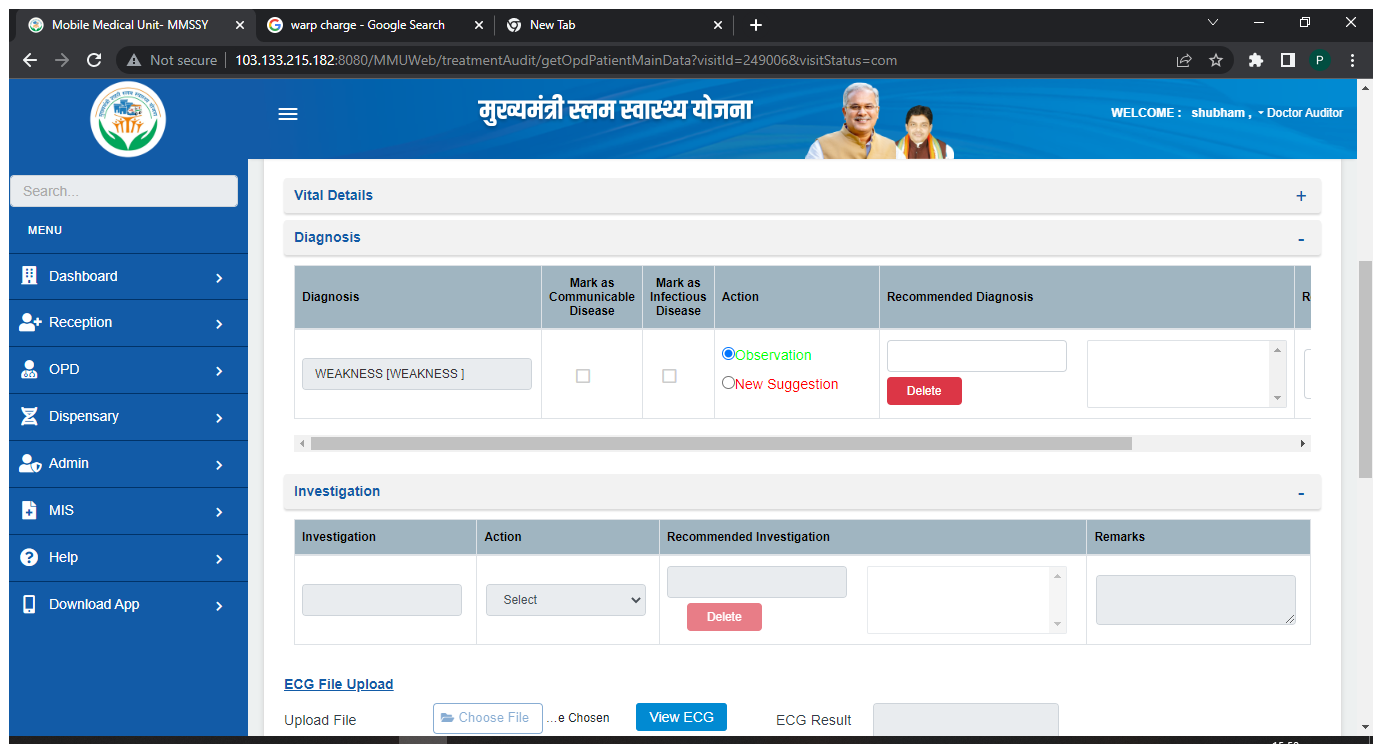 Mobile Medical Unit- MMSSY
warp charge - Google Search
New Tab
Not secure | 103.133.215.182:8080/MMUWeb/treatmentAudit/getOpdPatientMainData?visitId=249006&visitStatus=com
P
मुख्यमंत्री स्लम स्वास्थ्य योजना
WELCOME : shubham , Doctor Auditor
Search...
MENU
Dashboard
Reception
OPD
Dispensary
Admin
MIS
Help
Download App
Vital Details +
Diagnosis -
Diagnosis
Mark as Communicable Disease
Mark as Infectious Disease
Action
Recommended Diagnosis
R
WEAKNESS [WEAKNESS ]
Observation
New Suggestion
Delete
Investigation -
Investigation Action Recommended Investigation Remarks
Select
Delete
ECG File Upload
Upload File Choose File ...e Chosen View ECG ECG Result